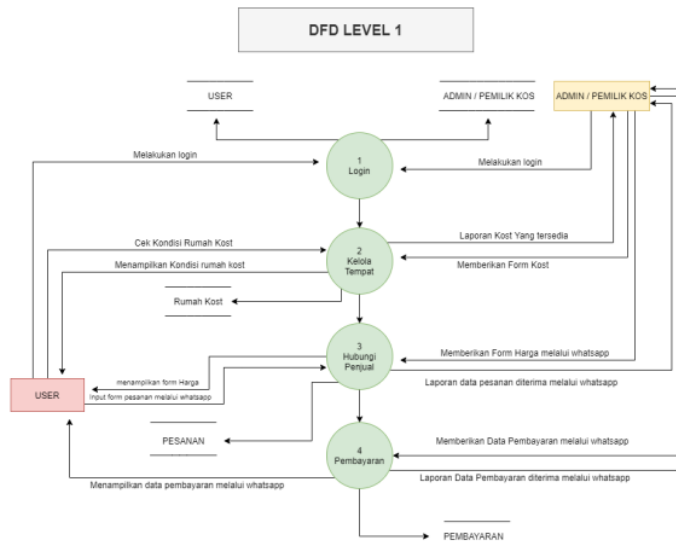 DFD LEVEL 1
USER
ADMIN / PEMILIK KOS
ADMIN / PEMILIK KOS
1
Login
Melakukan login
Melakukan login
Cek Kondisi Rumah Kost
2
Kelola
Tempat
Laporan Kost Yang tersedia
Menampilkan Kondisi rumah kost
Memberikan Form Kost
Rumah Kost
3
Hubungi
Penjual
Memberikan Form Harga melalui whatsapp
menampilkan form Harga
Laporan data pesanan diterima melalui whatsapp
USER
Input form pesanan melalui whatsapp
PESANAN
4
Pembayaran
Memberikan Data Pembayaran melalui whatsapp
Menampilkan data pembayaran melalui whatsapp
Laporan Data Pembayaran diterima melalui whatsapp
PEMBAYARAN